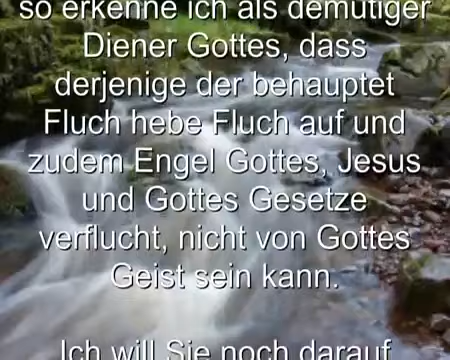 so erkenne ich als demütiger
Diener Gottes, dass
derjenige der behauptet
Fluch hebe Fluch auf und
zudem Engel Gottes, Jesus
und Gottes Gesetze
verflucht, nicht von Gottes
Geist sein kann.
Ich will Sie noch darauf